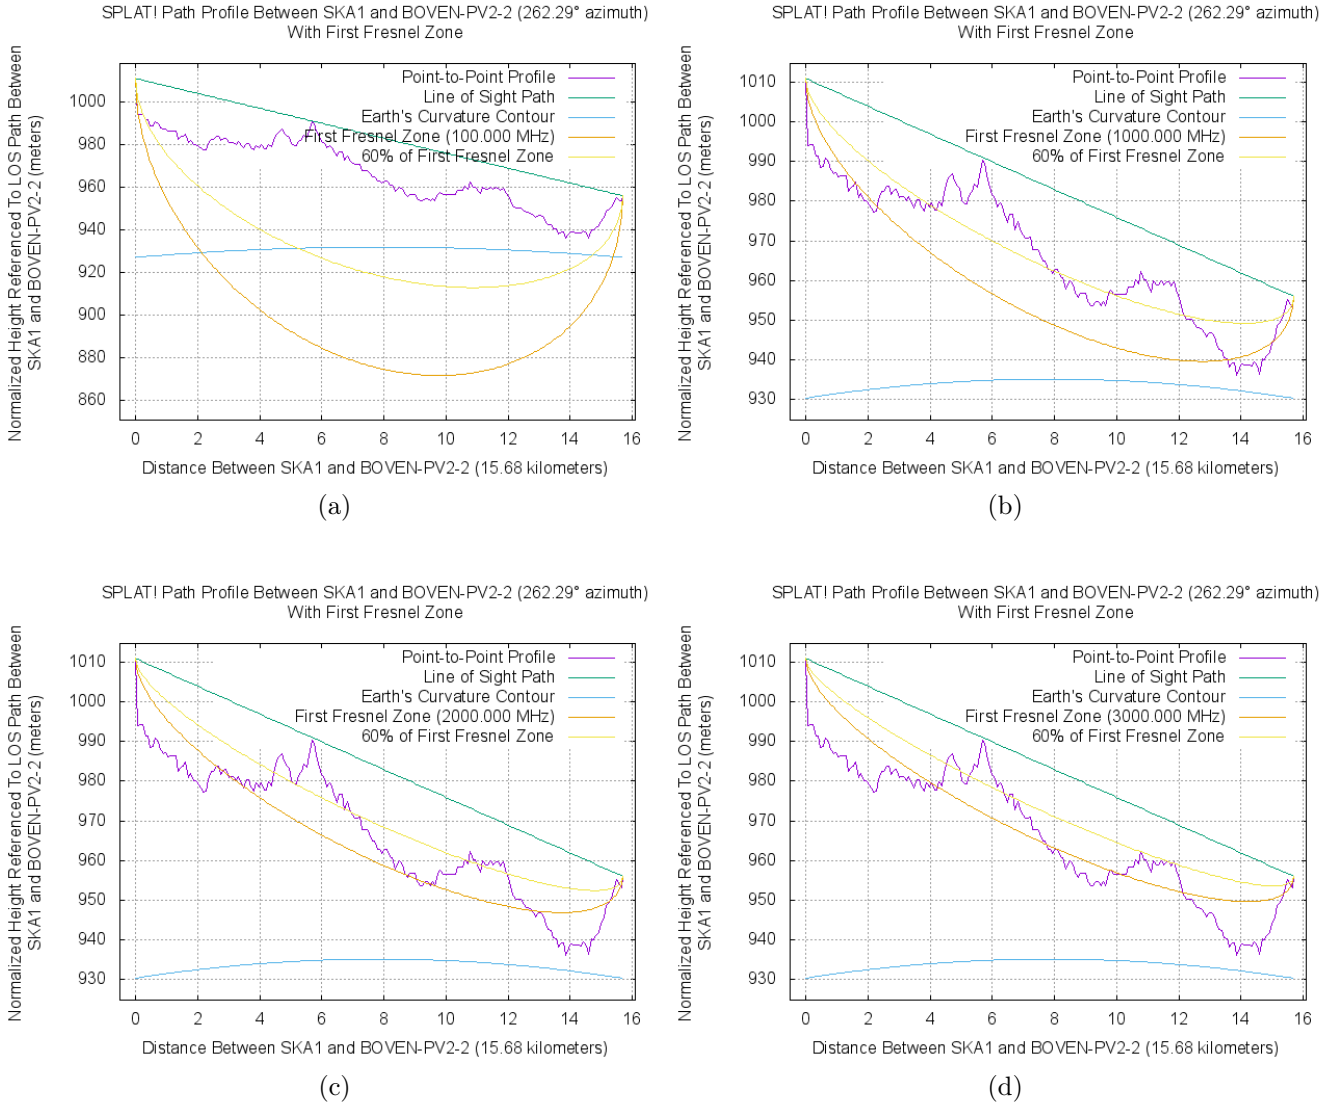 SPLAT! Path Profile Between SKA1 and BOVEN-PV2-2 (262.29° azimuth)
With First Fresnel Zone
Normalized Height Referenced To LOS Path Between
SKA1 and BOVEN-PV2-2 (meters)
Point-to-Point Profile
Line of Sight Path
Earth's Curvature Contour
First Fresnel Zone (100.000 MHz)
60% of First Fresnel Zone
1000
980
960
940
920
900
880
860
0 2 4 6 8 10 12 14 16
Distance Between SKA1 and BOVEN-PV2-2 (15.68 kilometers)
(a)
SPLAT! Path Profile Between SKA1 and BOVEN-PV2-2 (262.29° azimuth)
With First Fresnel Zone
Normalized Height Referenced To LOS Path Between
SKA1 and BOVEN-PV2-2 (meters)
Point-to-Point Profile
Line of Sight Path
Earth's Curvature Contour
First Fresnel Zone (1000.000 MHz)
60% of First Fresnel Zone
1010
1000
990
980
970
960
950
940
930
0 2 4 6 8 10 12 14 16
Distance Between SKA1 and BOVEN-PV2-2 (15.68 kilometers)
(b)
SPLAT! Path Profile Between SKA1 and BOVEN-PV2-2 (262.29° azimuth)
With First Fresnel Zone
Normalized Height Referenced To LOS Path Between
SKA1 and BOVEN-PV2-2 (meters)
Point-to-Point Profile
Line of Sight Path
Earth's Curvature Contour
First Fresnel Zone (2000.000 MHz)
60% of First Fresnel Zone
1010
1000
990
980
970
960
950
940
930
0 2 4 6 8 10 12 14 16
Distance Between SKA1 and BOVEN-PV2-2 (15.68 kilometers)
(c)
SPLAT! Path Profile Between SKA1 and BOVEN-PV2-2 (262.29° azimuth)
With First Fresnel Zone
Normalized Height Referenced To LOS Path Between
SKA1 and BOVEN-PV2-2 (meters)
Point-to-Point Profile
Line of Sight Path
Earth's Curvature Contour
First Fresnel Zone (3000.000 MHz)
60% of First Fresnel Zone
1010
1000
990
980
970
960
950
940
930
0 2 4 6 8 10 12 14 16
Distance Between SKA1 and BOVEN-PV2-2 (15.68 kilometers)
(d)